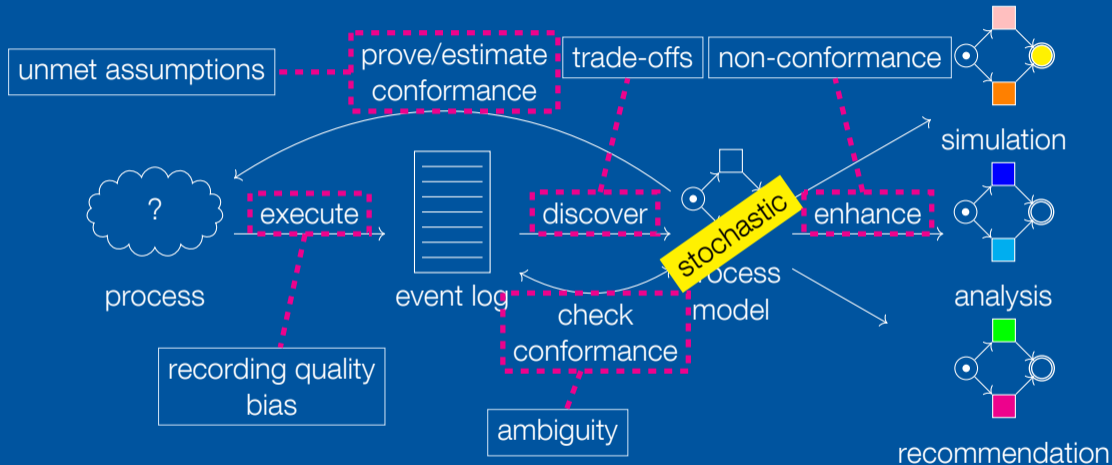 unmet assumptions
prove/estimate
conformance
trade-offs
non-conformance
simulation
?
execute
discover
stochastic
enhance
process
event log
process
model
analysis
check
conformance
recording quality
bias
ambiguity
recommendation